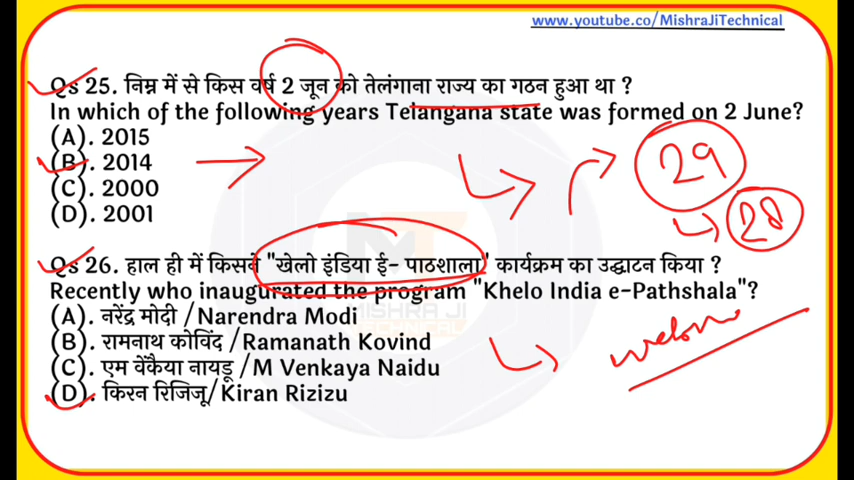 www.youtube.co/MishraJiTechnical
Qs 25. निम्न में से किस वर्ष 2 जून को तेलंगाना राज्य का गठन हुआ था ?
In which of the following years Telangana state was formed on 2 June?
(A). 2015
(B). 2014
(C). 2000
(D). 2001
29
28
Qs 26. हाल ही में किसने "खेलो इंडिया ई- पाठशाला" कार्यक्रम का उद्घाटन किया ?
Recently who inaugurated the program "Khelo India e-Pathshala"?
(A). नरेंद्र मोदी /Narendra Modi
(B). रामनाथ कोविंद /Ramanath Kovind
(C). एम वेंकैया नायडू /M Venkaya Naidu
(D). किरन रिजिजू/Kiran Rizizu
MISHRA JI
TECHNICAL